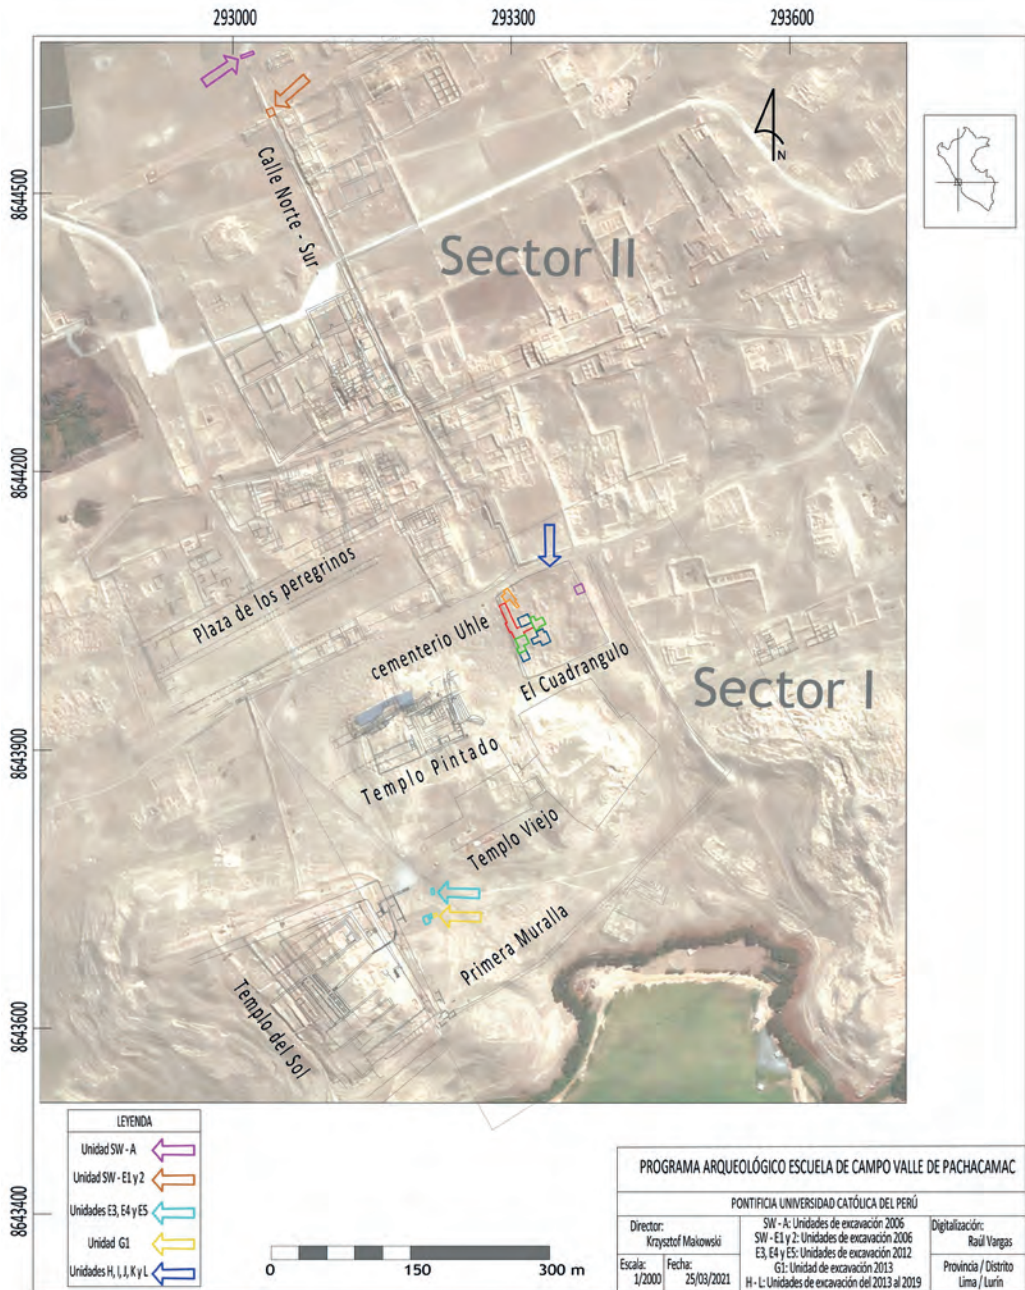 293000
293300
293600
8644500
8644200
8643900
8643600
8643400
N
Calle Norte - Sur
Sector II
Plaza de los peregrinos
cementerio Uhle
El Cuadrangulo
Sector I
Templo Pintado
Templo Viejo
Primera Muralla
Templo del Sol
LEYENDA
Unidad SW - A
Unidad SW - E1 y 2
Unidades E3, E4 y E5
Unidad G1
Unidades H, I, J, K y L
0 150 300 m
PROGRAMA ARQUEOLÓGICO ESCUELA DE CAMPO VALLE DE PACHACAMAC
PONTIFICIA UNIVERSIDAD CATÓLICA DEL PERÚ
Director:
Krzysztof Makowski
Escala:
1/2000
Fecha:
25/03/2021
SW - A: Unidades de excavación 2006
SW - E1 y 2: Unidades de excavación 2006
E3, E4 y E5: Unidades de excavación 2012
G1: Unidad de excavación 2013
H - L: Unidades de excavación del 2013 al 2019
Digitalización:
Raúl Vargas
Provincia / Distrito
Lima / Lurín